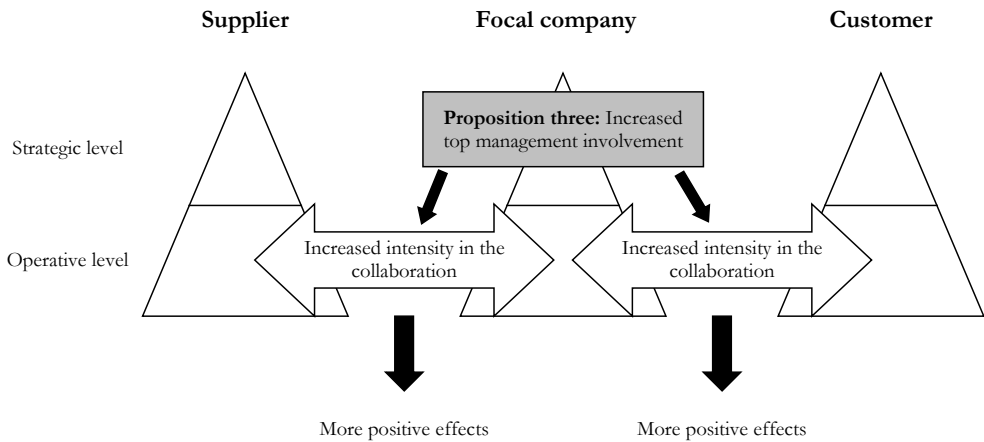 Supplier
Focal company
Customer
Proposition three: Increased
top management involvement
Strategic level
Operative level
Increased intensity in the
collaboration
Increased intensity in the
collaboration
More positive effects
More positive effects